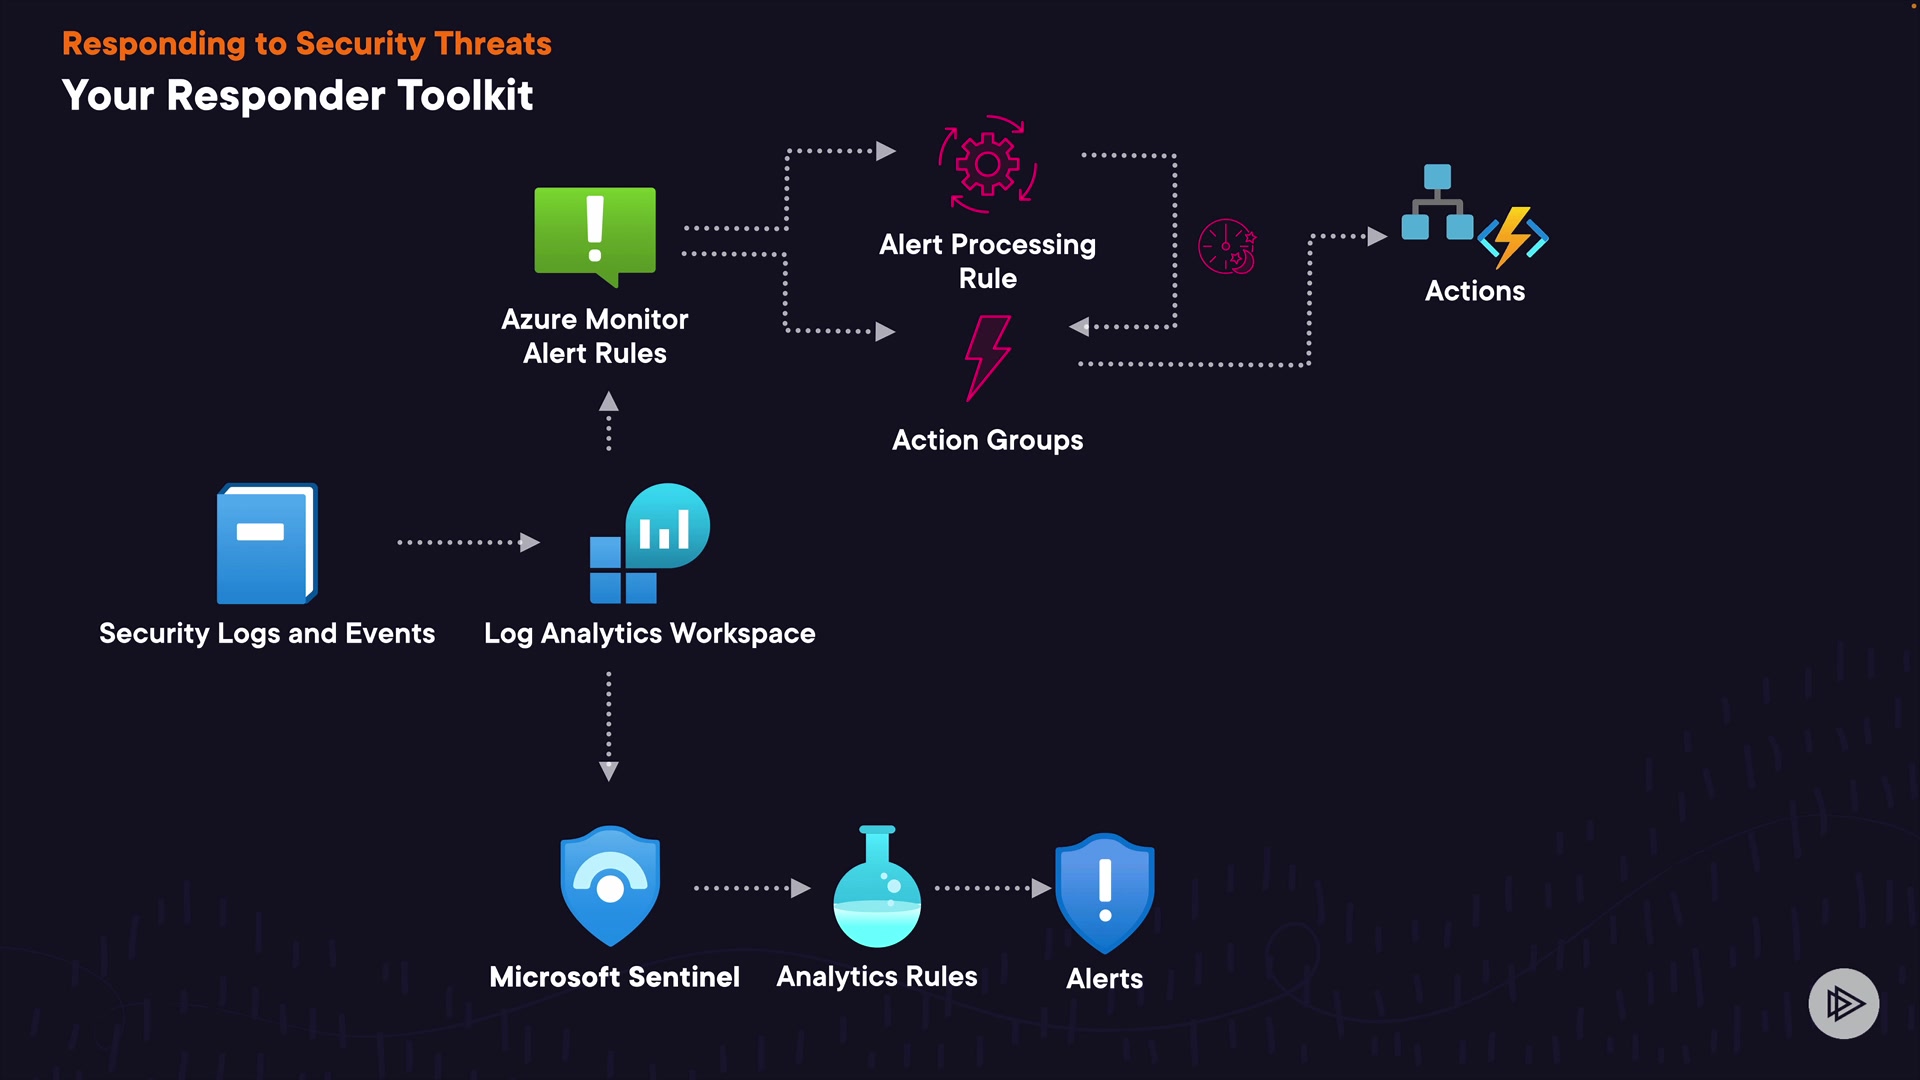 Responding to Security Threats
Your Responder Toolkit
Alert Processing
Rule
Actions
Azure Monitor
Alert Rules
Action Groups
Security Logs and Events
Log Analytics Workspace
Microsoft Sentinel
Analytics Rules
Alerts